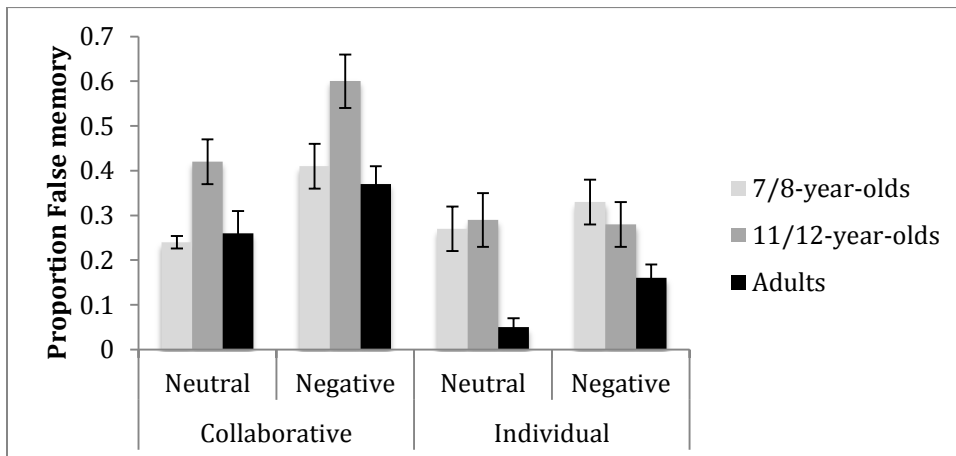 Proportion False memory
0.7
0.6
0.5
0.4
0.3
0.2
0.1
0
Neutral
Negative
Neutral
Negative
Collaborative
Individual
7/8-year-olds
11/12-year-olds
Adults